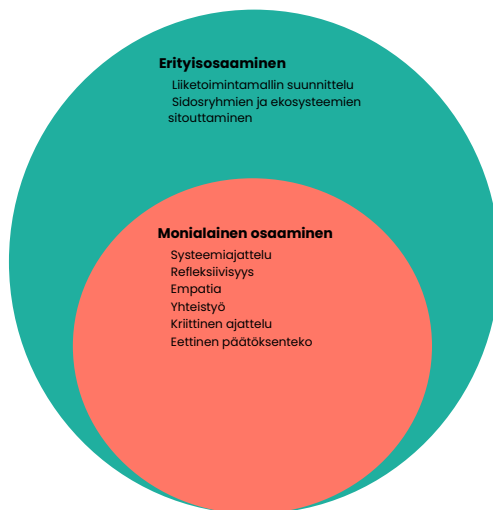 Erityisosaaminen
Liiketoimintamallin suunnittelu
Sidosryhmien ja ekosysteemien
sitouttaminen
Monialainen osaaminen
Systeemiajattelu
Refleksiivisyys
Empatia
Yhteistyö
Kriittinen ajattelu
Eettinen päätöksenteko